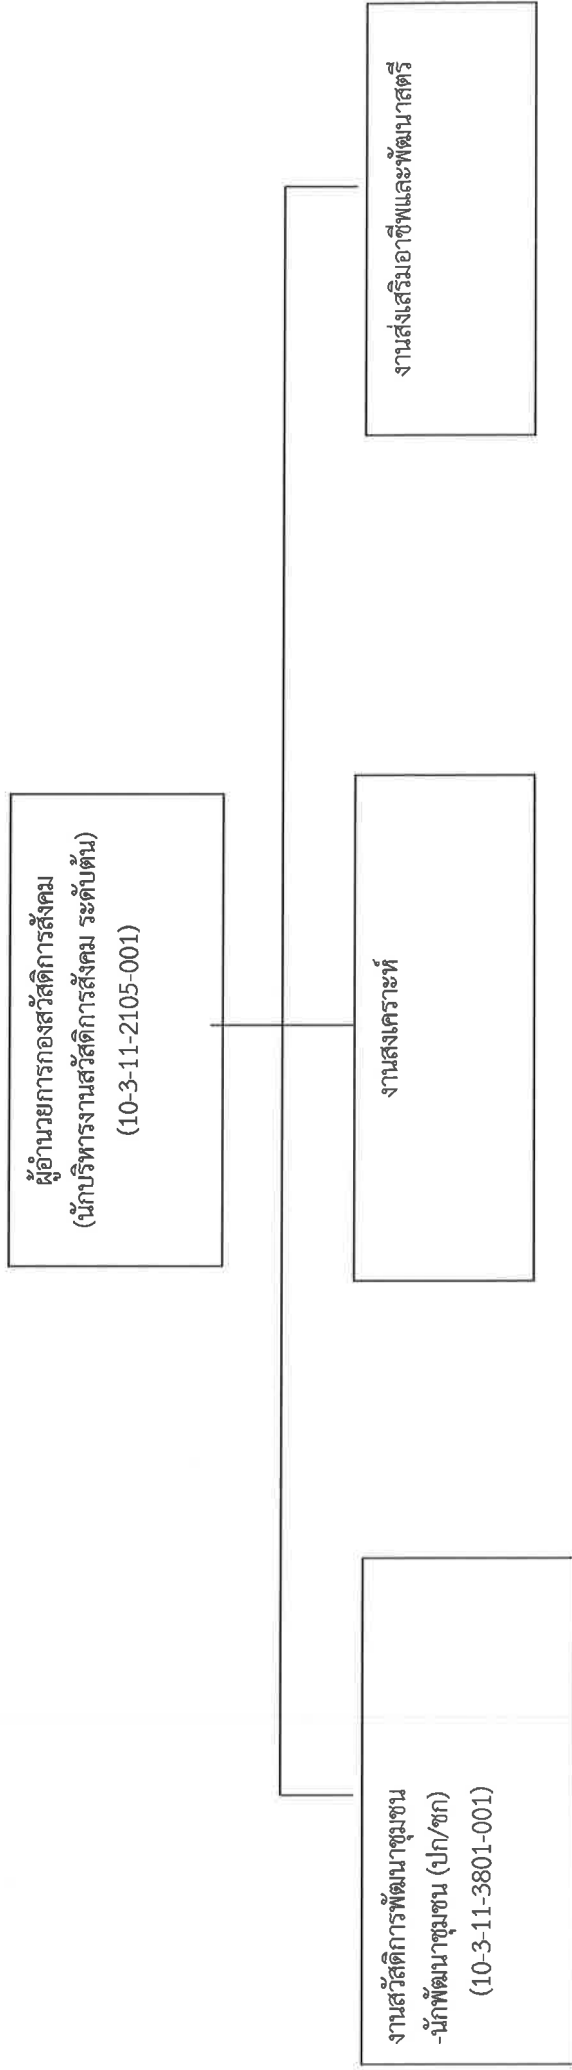 ผู้อำนวยการกองสวัสดิการสังคม
(นักบริหารงานสวัสดิการสังคม ระดับต้น)
(10-3-11-2105-001)
งานสวัสดิการพัฒนาชุมชน
-นักพัฒนาชุมชน (ปก/ชก)
(10-3-11-3801-001)
งานสงเคราะห์
งานส่งเสริมอาชีพและพัฒนาสตรี